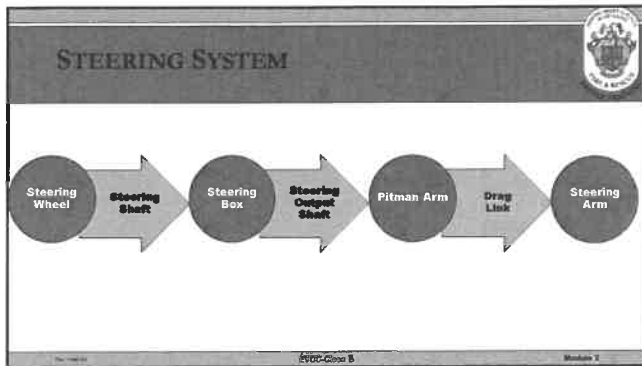 STEERING SYSTEM
Steering
Wheel
Steering
Shaft
Steering
Box
Steering
Output
Shaft
Pitman Arm
Drag
Link
Steering
Arm
Class B
Module 2